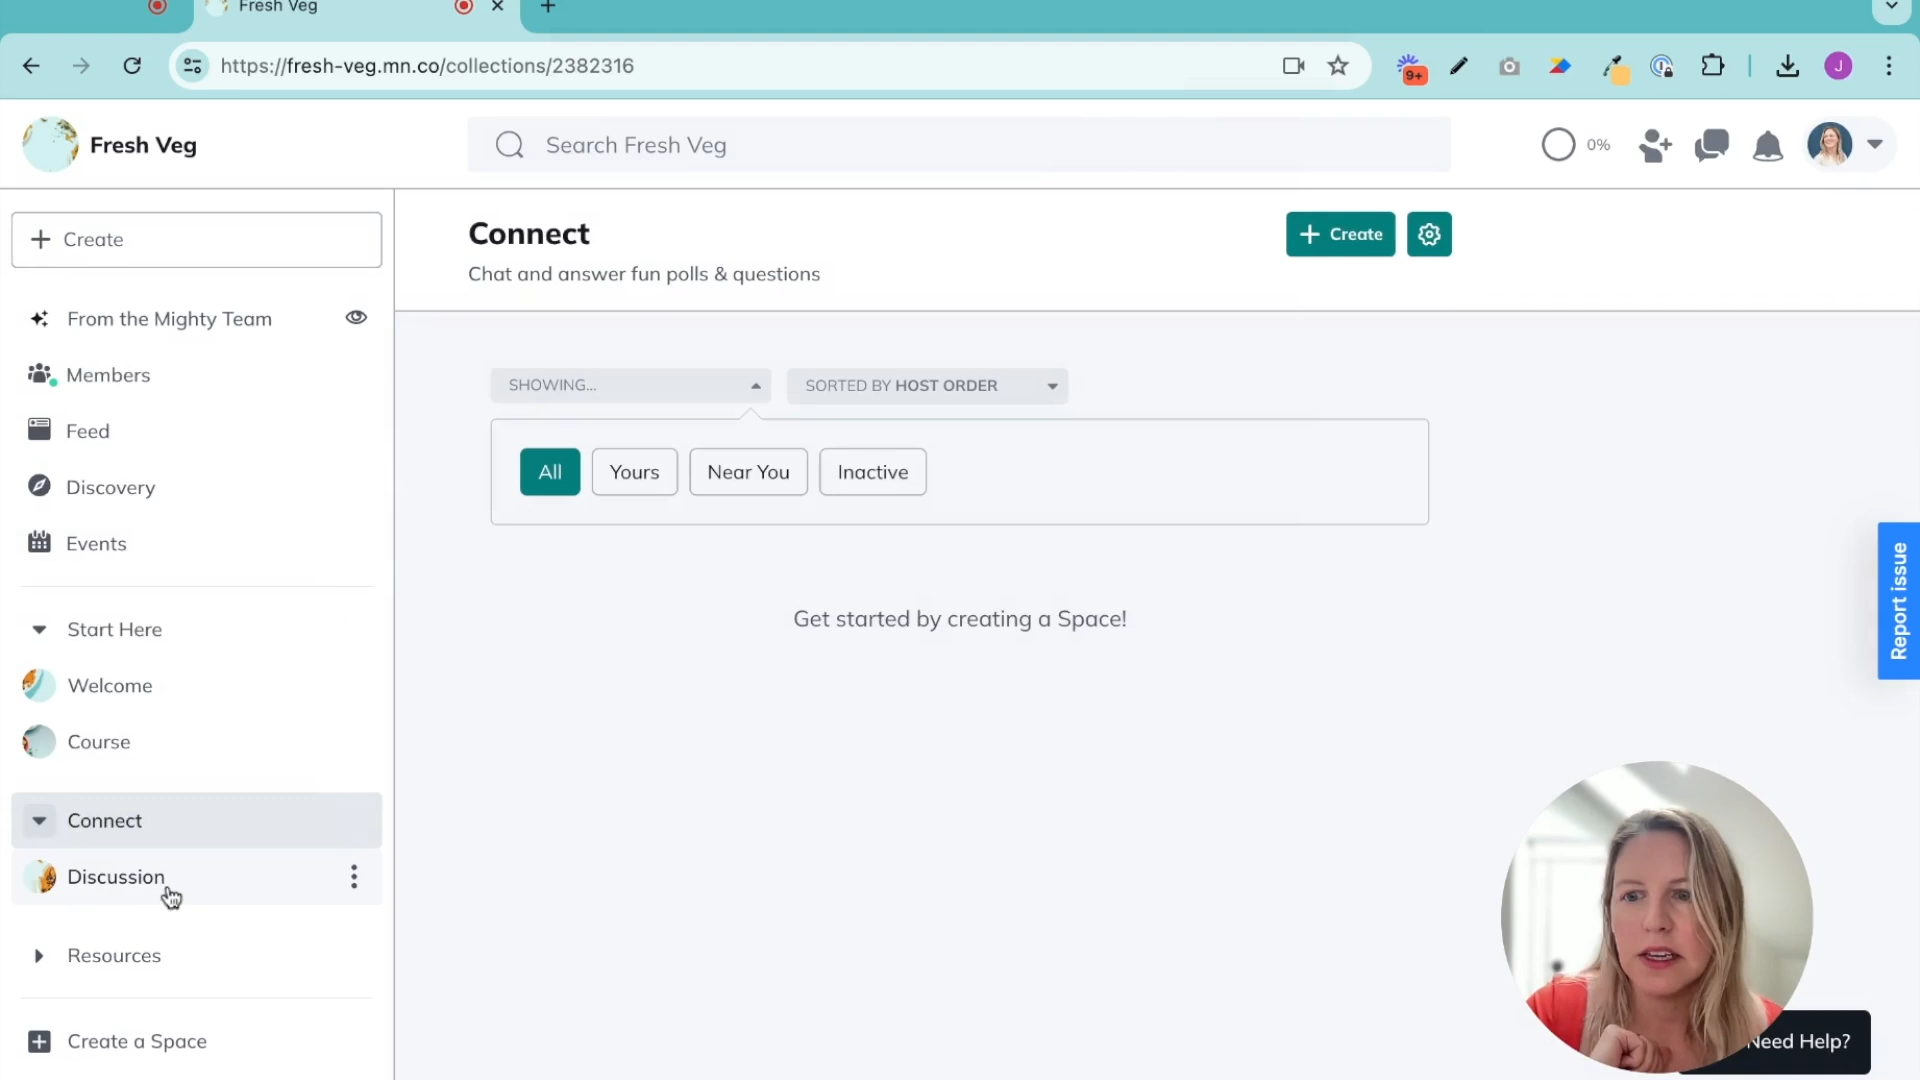 Fresh Veg
https://fresh-veg.mn.co/collections/2382316
9+
J
Fresh Veg
Search Fresh Veg
0%
Create
From the Mighty Team
Members
Feed
Discovery
Events
Start Here
Welcome
Course
Connect
Discussion
Resources
Create a Space
Connect
Chat and answer fun polls & questions
Create
SHOWING...
SORTED BY HOST ORDER
All
Yours
Near You
Inactive
Get started by creating a Space!
Report issue
Need Help?